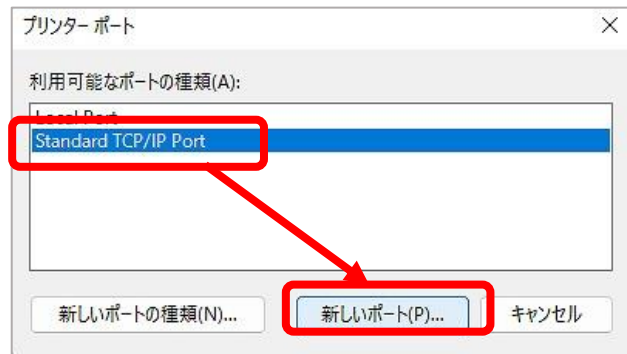 プリンター ポート
利用可能なポートの種類(A):
Local Port
Standard TCP/IP Port
新しいポートの種類(N)...
新しいポート(P)...
キャンセル